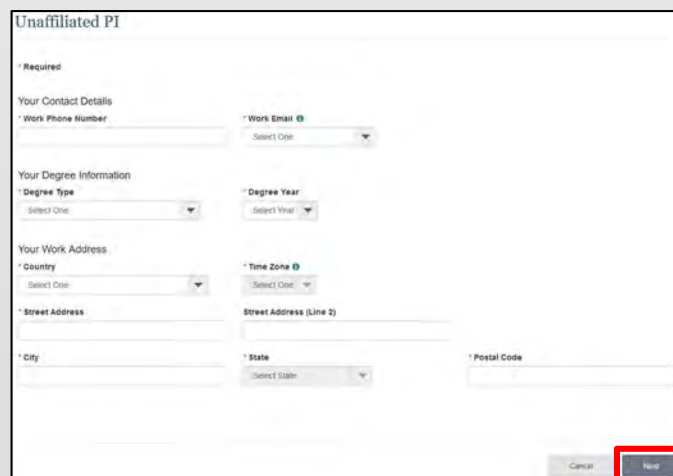 Unaffiliated PI
* Required
Your Contact Details
* Work Phone Number
* Work Email
Select One
Your Degree Information
* Degree Type
* Degree Year
Select One
Select Year
Your Work Address
* Country
* Time Zone
Select One
Select One
* Street Address
Street Address (Line 2)
* City
* State
* Postal Code
Select State
Cancel
Next